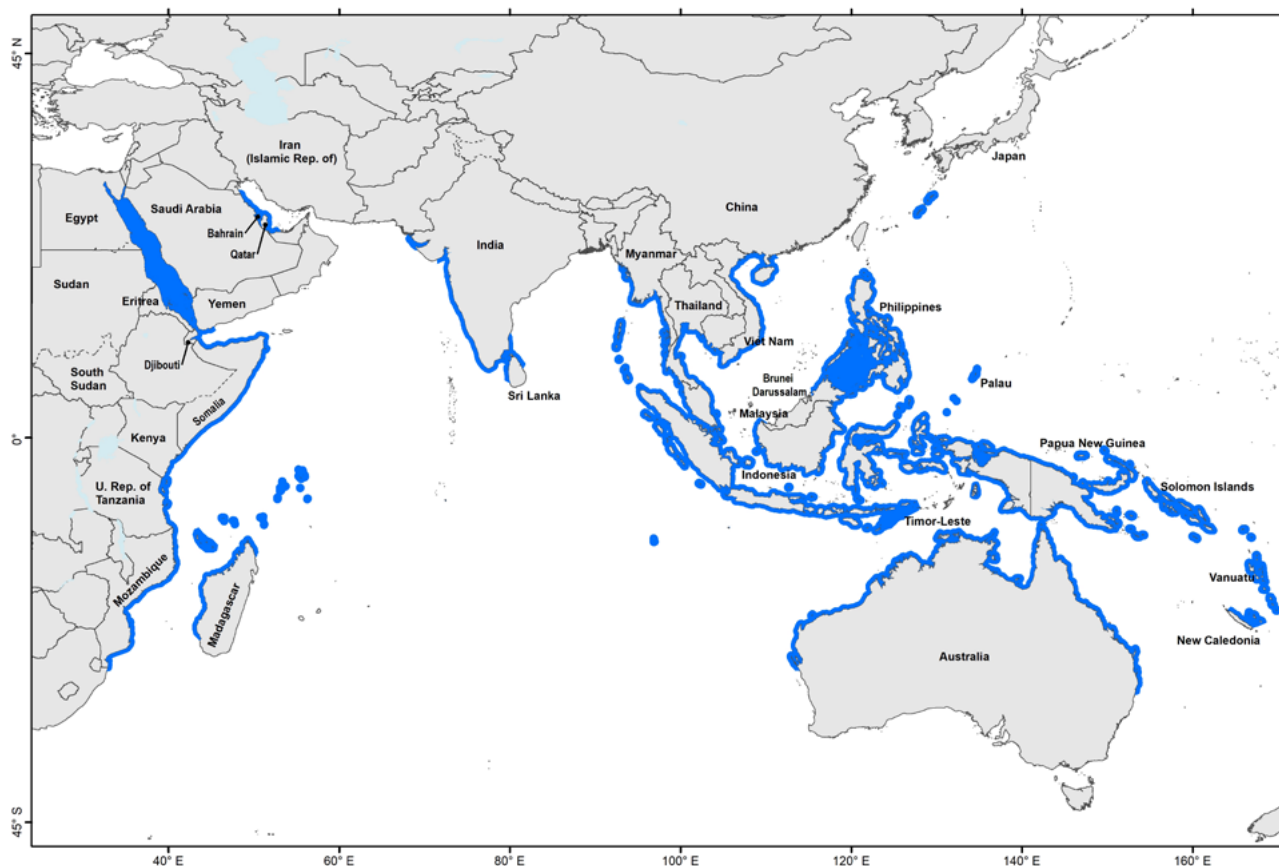 45° N
0°
45° S
Iran
(Islamic Rep. of)
Japan
Egypt
Saudi Arabia
Bahrain
Qatar
China
India
Myanmar
Sudan
Eritrea
Yemen
Thailand
Philippines
Viet Nam
Djibouti
South
Sudan
Brunei
Darussalam
Palau
Sri Lanka
Malaysia
Somalia
Kenya
Papua New Guinea
Indonesia
U. Rep. of
Tanzania
Solomon Islands
Timor-Leste
Mozambique
Vanuatu
Madagascar
New Caledonia
Australia
40° E
60° E
80° E
100° E
120° E
140° E
160° E